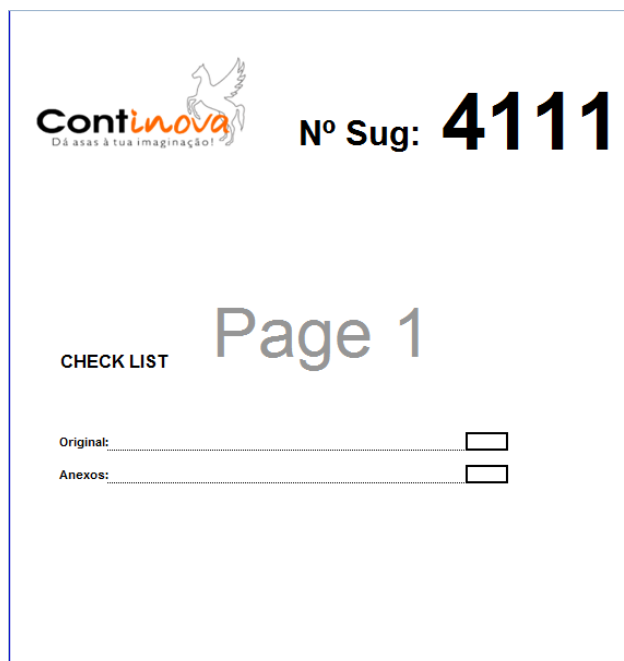 Continova
Dá asas à tua imaginação!
Nº Sug: 4111
Page 1
CHECK LIST
Original:
Anexos: